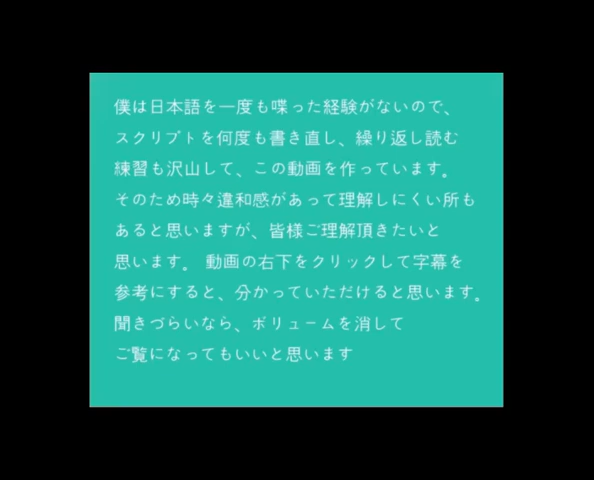 僕は日本語を一度も喋った経験がないので、
スクリプトを何度も書き直し、繰り返し読む
練習も沢山して、この動画を作っています。
そのため時々違和感があって理解しにくい所も
あると思いますが、皆様ご理解頂きたいと
思います。 動画の右下をクリックして字幕を
参考にすると、分かっていただけると思います。
聞きづらいなら、ボリュームを消して
ご覧になってもいいと思います